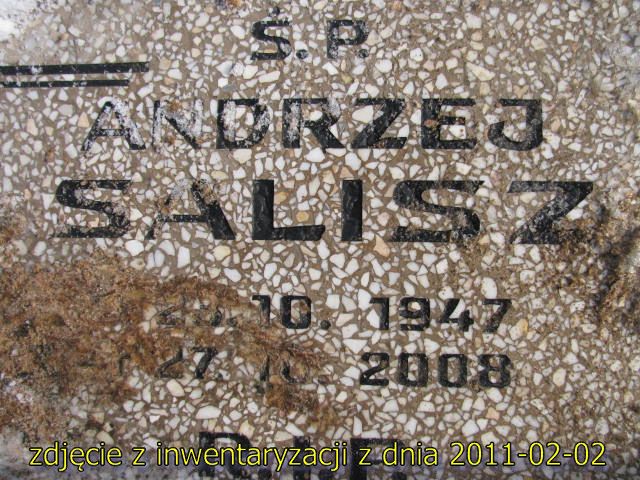 Ś.P.
ANDRZEJ
SALISZ
10. 1947
27. 10. 2008
R.I.P.
zdjęcie z inwentaryzacji z dnia 2011-02-02